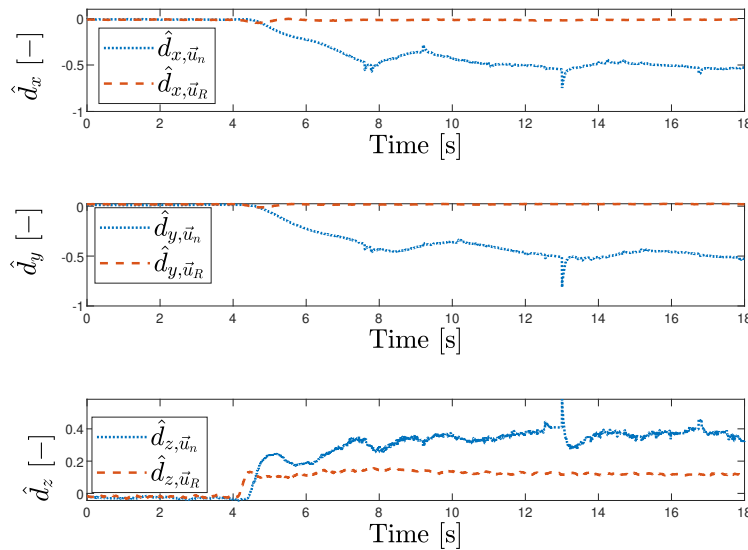 0
-0.5
-1
d̂_x [−]
d̂_{x,u⃗_n}
d̂_{x,u⃗_R}
0 2 4 6 8 10 12 14 16 18
Time [s]
0
-0.5
-1
d̂_y [−]
d̂_{y,u⃗_n}
d̂_{y,u⃗_R}
0 2 4 6 8 10 12 14 16 18
Time [s]
0.4
0.2
0
d̂_z [−]
d̂_{z,u⃗_n}
d̂_{z,u⃗_R}
0 2 4 6 8 10 12 14 16 18
Time [s]